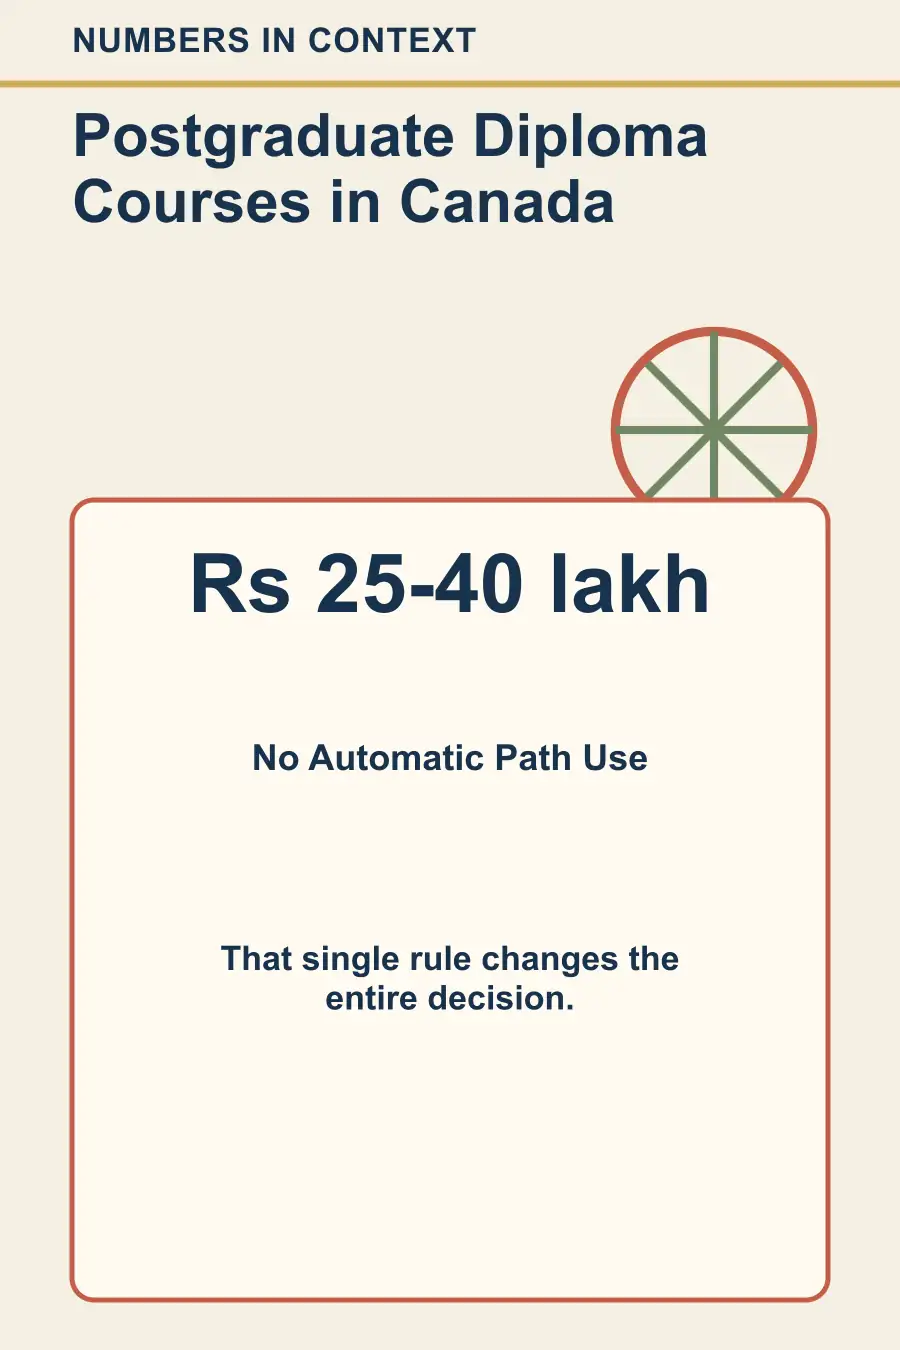 NUMBERS IN CONTEXT
Postgraduate Diploma
Courses in Canada
Rs 25-40 lakh
No Automatic Path Use
That single rule changes the
entire decision.